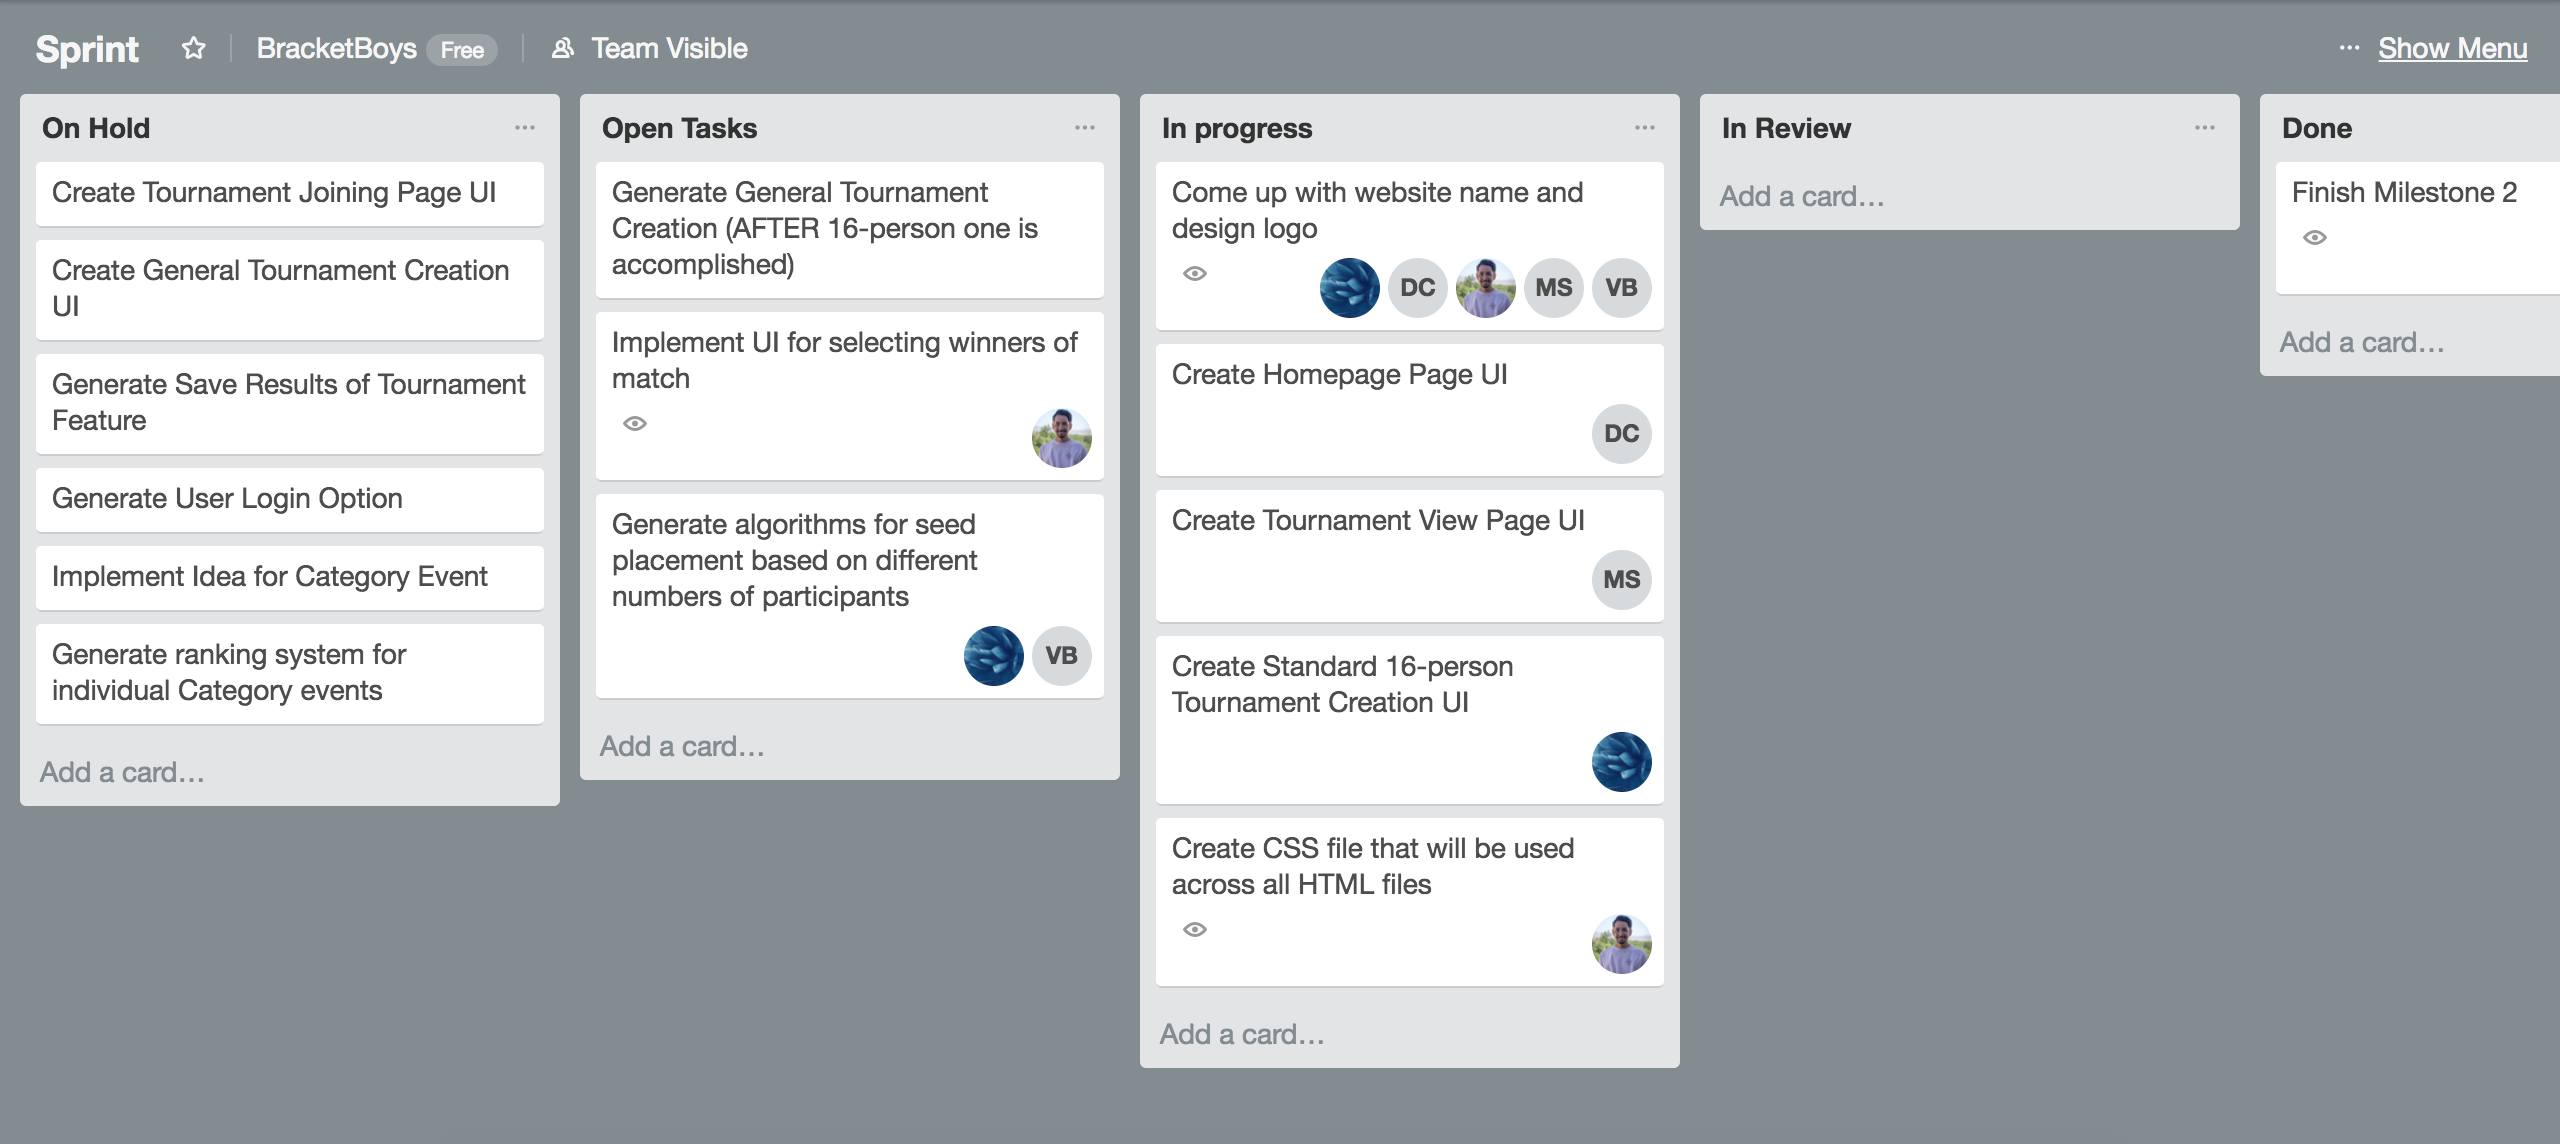 Sprint
BracketBoys Free
Team Visible
... Show Menu
On Hold
Create Tournament Joining Page UI
Create General Tournament Creation
UI
Generate Save Results of Tournament
Feature
Generate User Login Option
Implement Idea for Category Event
Generate ranking system for
individual Category events
Add a card…
Open Tasks
Generate General Tournament
Creation (AFTER 16-person one is
accomplished)
Implement UI for selecting winners of
match
Generate algorithms for seed
placement based on different
numbers of participants
VB
Add a card…
In progress
Come up with website name and
design logo
DC MS VB
Create Homepage Page UI
DC
Create Tournament View Page UI
MS
Create Standard 16-person
Tournament Creation UI
Create CSS file that will be used
across all HTML files
Add a card…
In Review
Add a card…
Done
Finish Milestone 2
Add a card…